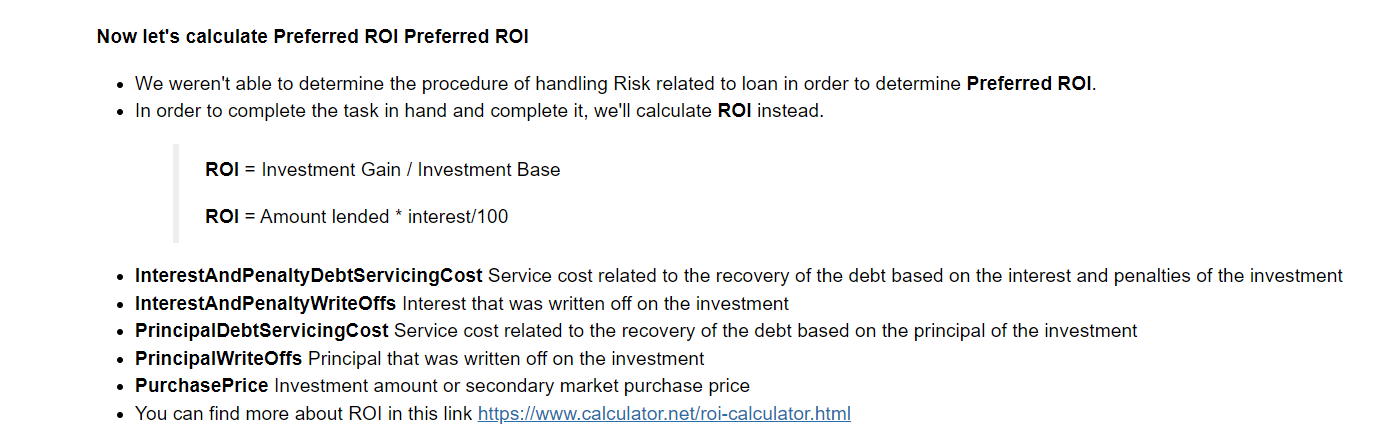 Now let's calculate Preferred ROI Preferred ROI
We weren't able to determine the procedure of handling Risk related to loan in order to determine Preferred ROI.
In order to complete the task in hand and complete it, we'll calculate ROI instead.
ROI = Investment Gain / Investment Base
ROI = Amount lended * interest/100
InterestAndPenaltyDebtServicingCost Service cost related to the recovery of the debt based on the interest and penalties of the investment
InterestAndPenaltyWriteOffs Interest that was written off on the investment
PrincipalDebtServicingCost Service cost related to the recovery of the debt based on the principal of the investment
PrincipalWriteOffs Principal that was written off on the investment
PurchasePrice Investment amount or secondary market purchase price
You can find more about ROI in this link https://www.calculator.net/roi-calculator.html